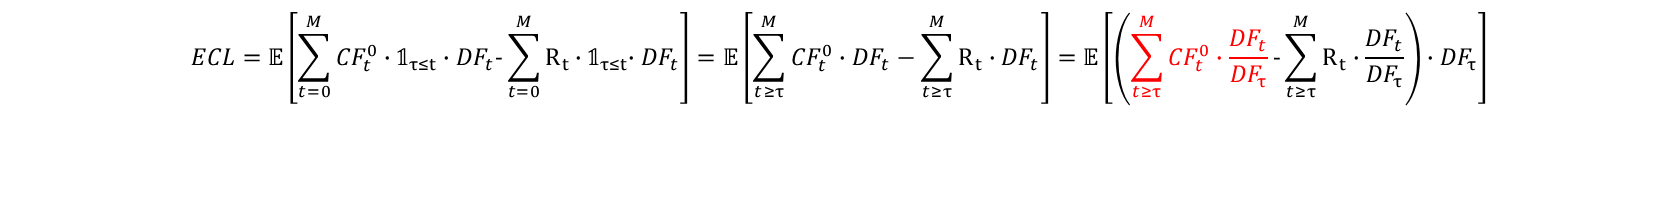 ECL = 𝔼[∑_{t=0}^{M} CF_t^0 · 𝟙_{τ≤t} · DF_t - ∑_{t=0}^{M} R_t · 𝟙_{τ≤t} · DF_t] = 𝔼[∑_{t≥τ}^{M} CF_t^0 · DF_t − ∑_{t≥τ}^{M} R_t · DF_t] = 𝔼[(∑_{t≥τ}^{M} CF_t^0 · DF_t/DF_τ - ∑_{t≥τ}^{M} R_t · DF_t/DF_τ) · DF_τ]